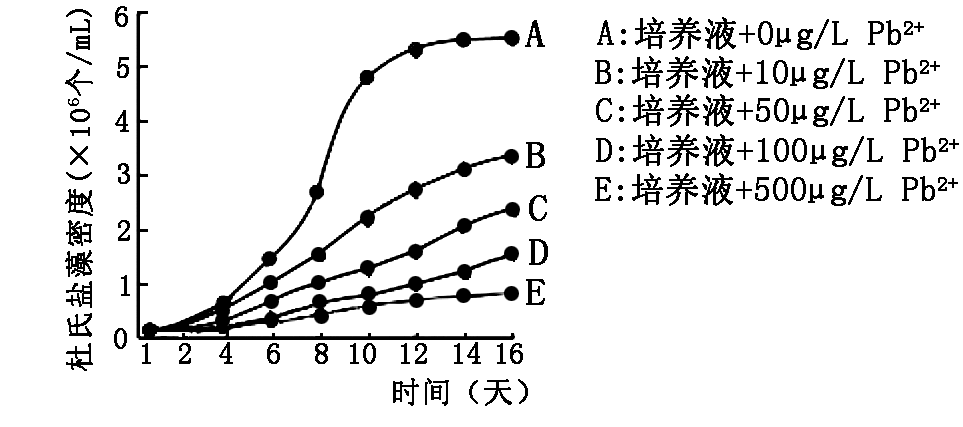 杜氏盐藻密度(×10⁶个/mL)
6
5
4
3
2
1
0
A
B
C
D
E
1 2 4 6 8 10 12 14 16
时间（天）
A:培养液+0μg/L Pb²⁺
B:培养液+10μg/L Pb²⁺
C:培养液+50μg/L Pb²⁺
D:培养液+100μg/L Pb²⁺
E:培养液+500μg/L Pb²⁺